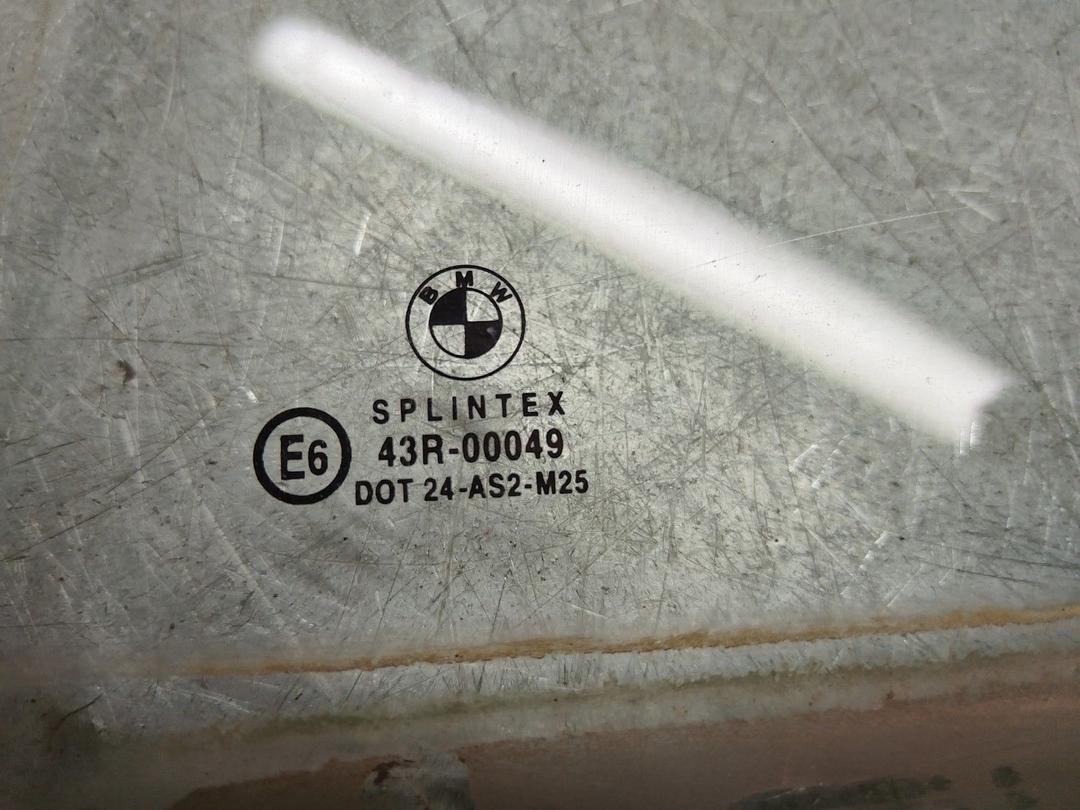 BMW
SPLINTEX
E6
43R-00049
DOT 24-AS2-M25